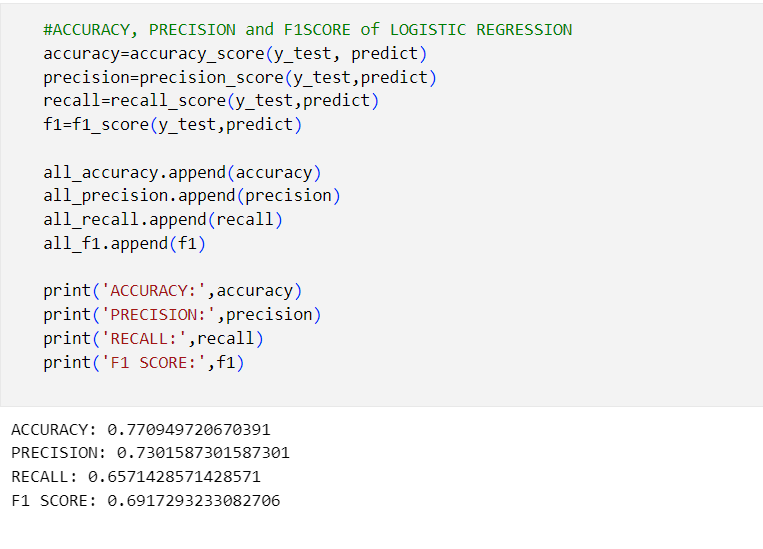 #ACCURACY, PRECISION and F1SCORE of LOGISTIC REGRESSION
accuracy=accuracy_score(y_test, predict)
precision=precision_score(y_test,predict)
recall=recall_score(y_test,predict)
f1=f1_score(y_test,predict)
all_accuracy.append(accuracy)
all_precision.append(precision)
all_recall.append(recall)
all_f1.append(f1)
print('ACCURACY:',accuracy)
print('PRECISION:',precision)
print('RECALL:',recall)
print('F1 SCORE:',f1)
ACCURACY: 0.770949720670391
PRECISION: 0.7301587301587301
RECALL: 0.6571428571428571
F1 SCORE: 0.6917293233082706